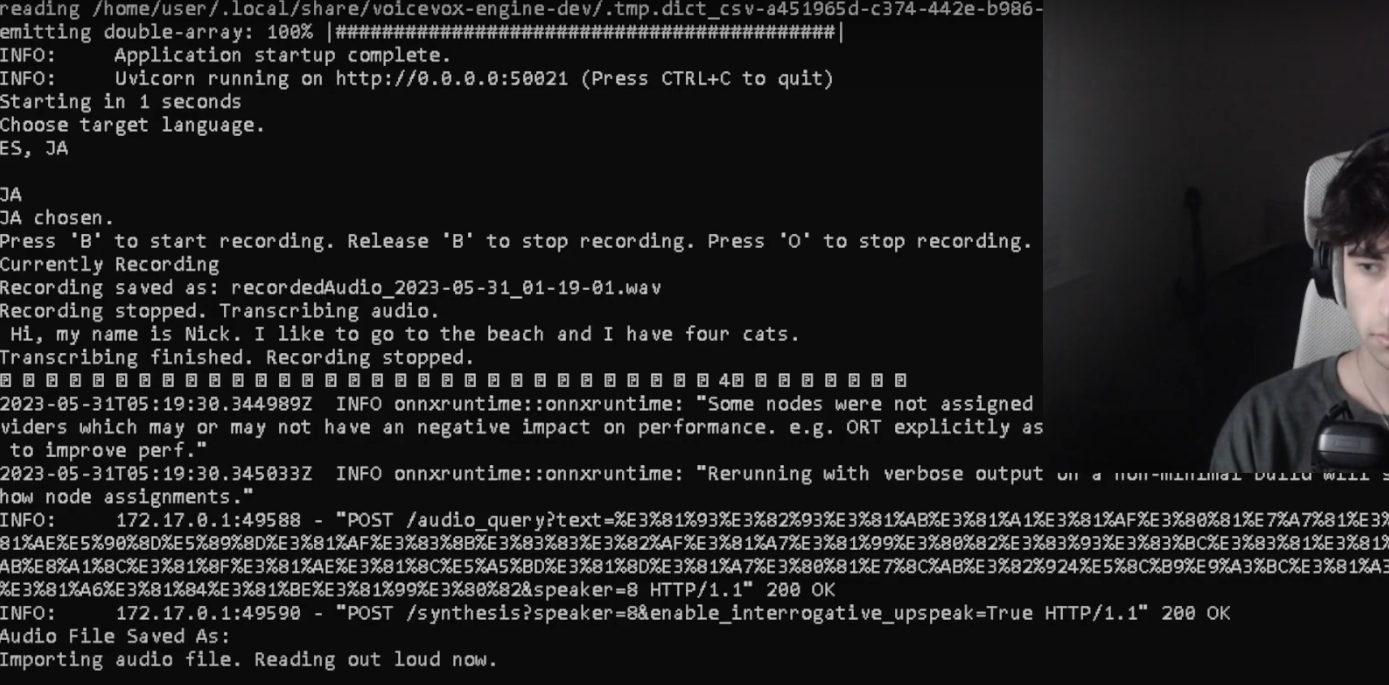 reading /home/user/.local/share/voicevox-engine-dev/.tmp.dict_csv-a451965d-c374-442e-b986-
emitting double-array: 100% |###########################################|
INFO:     Application startup complete.
INFO:     Uvicorn running on http://0.0.0.0:50021 (Press CTRL+C to quit)
Starting in 1 seconds
Choose target language.
ES, JA
JA
JA chosen.
Press 'B' to start recording. Release 'B' to stop recording. Press 'O' to stop recording.
Currently Recording
Recording saved as: recordedAudio_2023-05-31_01-19-01.wav
Recording stopped. Transcribing audio.
Hi, my name is Nick. I like to go to the beach and I have four cats.
Transcribing finished. Recording stopped.
4
2023-05-31T05:19:30.344989Z  INFO onnxruntime::onnxruntime: "Some nodes were not assigned
viders which may or may not have an negative impact on performance. e.g. ORT explicitly as
to improve perf."
2023-05-31T05:19:30.345033Z  INFO onnxruntime::onnxruntime: "Rerunning with verbose output on a non-minimal build will s
how node assignments."
INFO:     172.17.0.1:49588 - "POST /audio_query?text=%E3%81%93%E3%82%93%E3%81%AB%E3%81%A1%E3%81%AF%E3%80%81%E7%A7%81%E3%
81%AE%E5%90%8D%E5%89%8D%E3%81%AF%E3%83%8B%E3%83%83%E3%82%AF%E3%81%A7%E3%81%99%E3%80%82%E3%83%93%E3%83%BC%E3%83%81%E3%81%
AB%E8%A1%8C%E3%81%8F%E3%81%AE%E3%81%8C%E5%A5%BD%E3%81%8D%E3%81%A7%E3%80%81%E7%8C%AB%E3%82%924%E5%8C%B9%E9%A3%BC%E3%81%A3
%E3%81%A6%E3%81%84%E3%81%BE%E3%81%99%E3%80%82&speaker=8 HTTP/1.1" 200 OK
INFO:     172.17.0.1:49590 - "POST /synthesis?speaker=8&enable_interrogative_upspeak=True HTTP/1.1" 200 OK
Audio File Saved As:
Importing audio file. Reading out loud now.